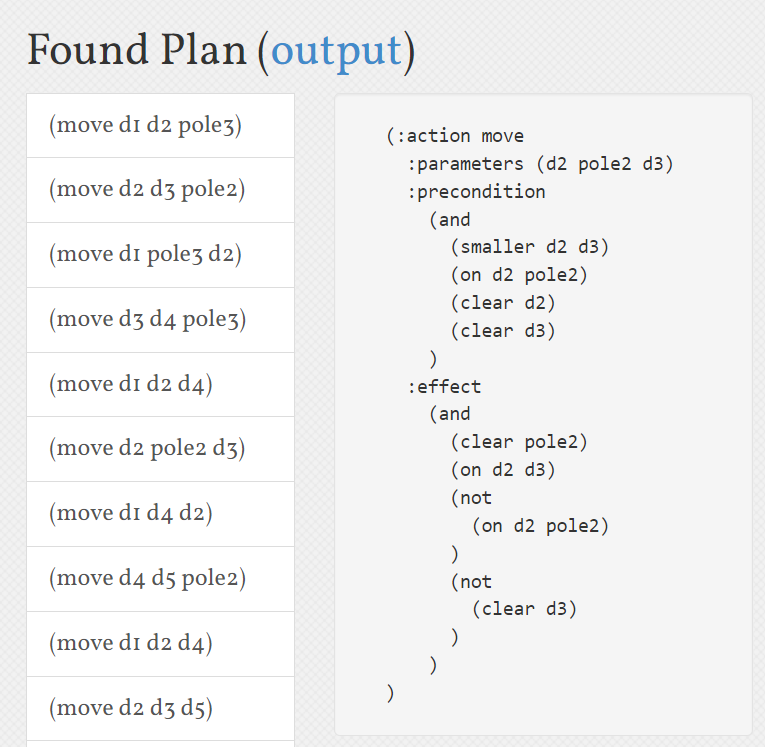 Found Plan (output)
(move d1 d2 pole3)
(move d2 d3 pole2)
(move d1 pole3 d2)
(move d3 d4 pole3)
(move d1 d2 d4)
(move d2 pole2 d3)
(move d1 d4 d2)
(move d4 d5 pole2)
(move d1 d2 d4)
(move d2 d3 d5)
(:action move
:parameters (d2 pole2 d3)
:precondition
(and
(smaller d2 d3)
(on d2 pole2)
(clear d2)
(clear d3)
)
:effect
(and
(clear pole2)
(on d2 d3)
(not
(on d2 pole2)
)
(not
(clear d3)
)
)
)